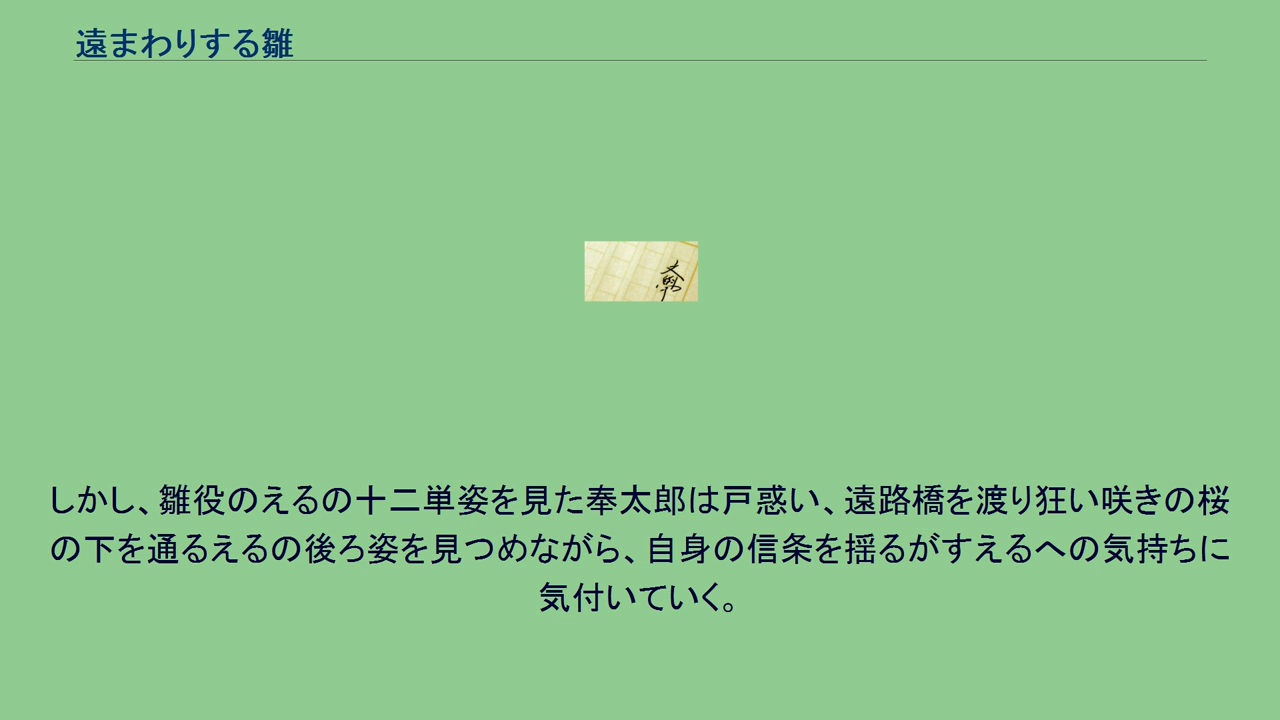 遠まわりする雛
しかし、雛役のえるの十二単姿を見た奉太郎は戸惑い、遠路橋を渡り狂い咲きの桜
の下を通るえるの後ろ姿を見つめながら、自身の信条を揺るがすえるへの気持ちに
気付いていく。